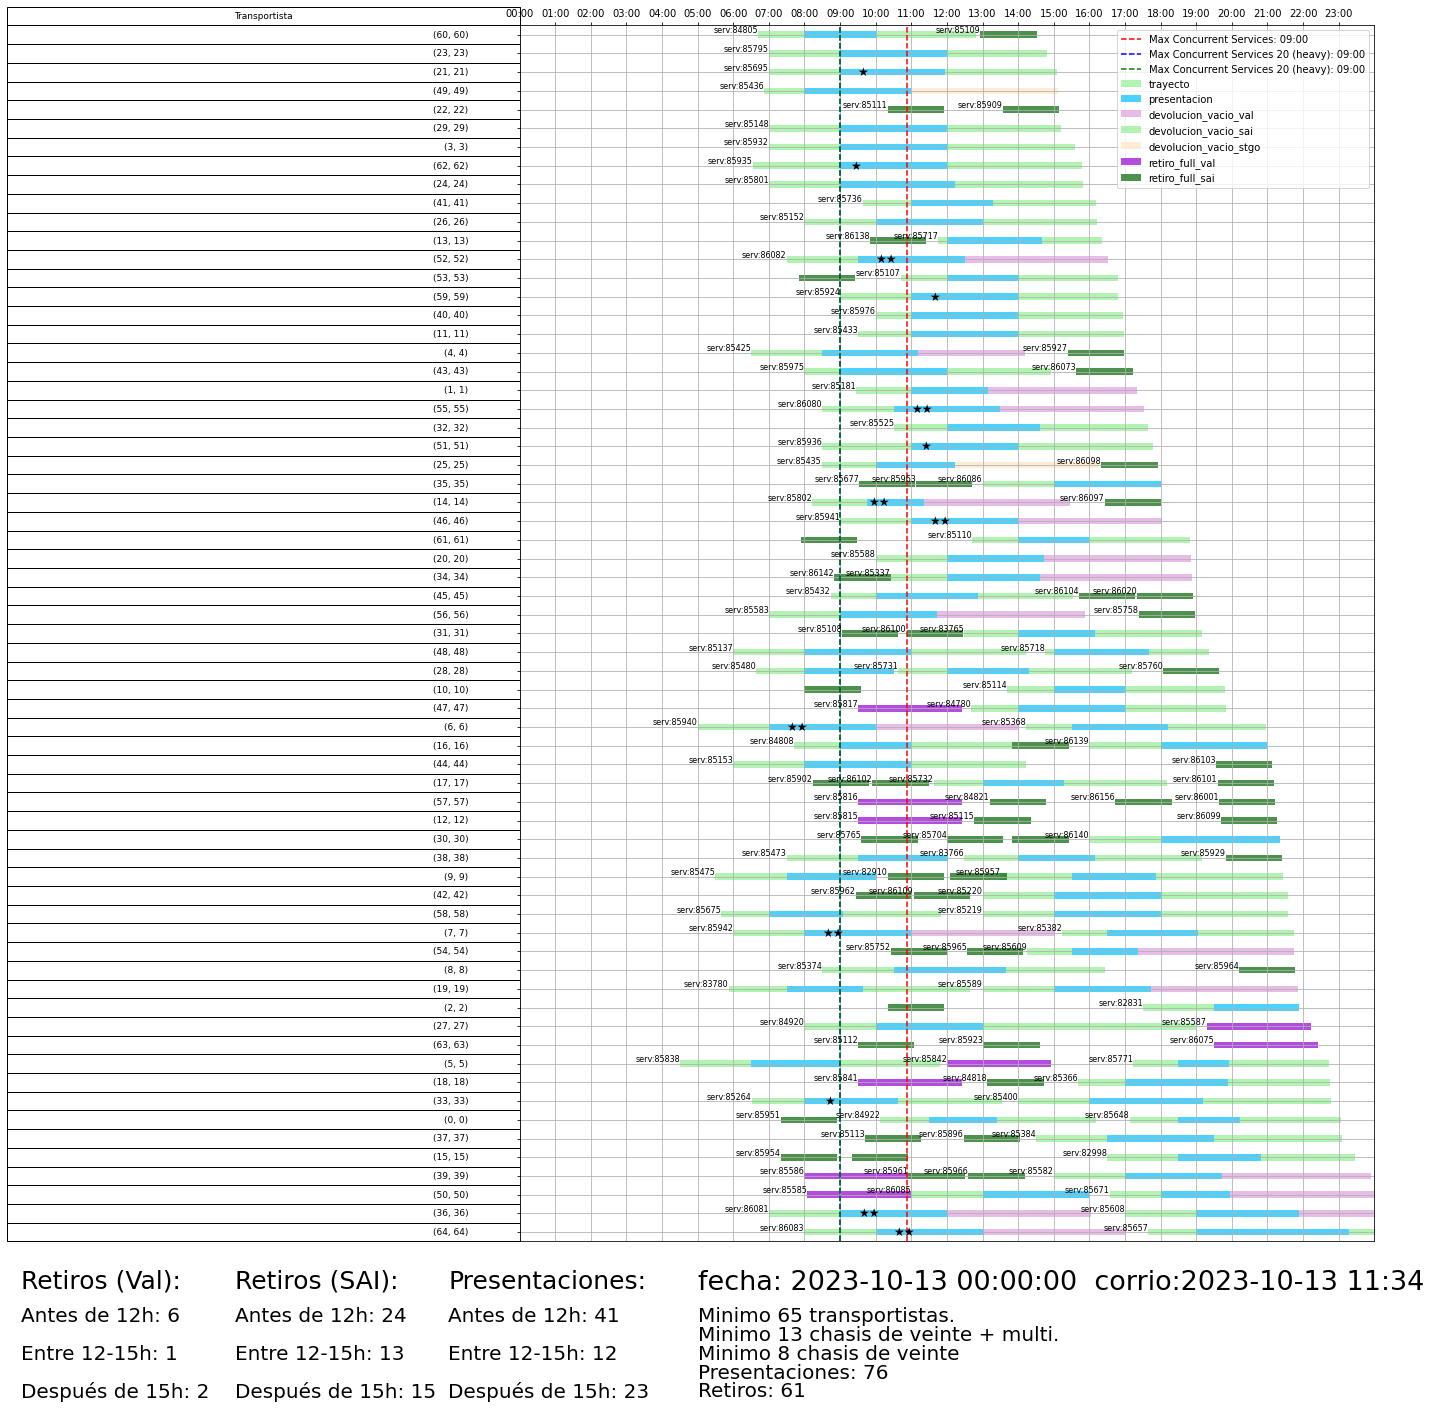 Transportista
00:00 01:00 02:00 03:00 04:00 05:00 06:00 07:00 08:00 09:00 10:00 11:00 12:00 13:00 14:00 15:00 16:00 17:00 18:00 19:00 20:00 21:00 22:00 23:00
Max Concurrent Services: 09:00
Max Concurrent Services 20 (heavy): 09:00
Max Concurrent Services 20 (heavy): 09:00
trayecto
presentacion
devolucion_vacio_val
devolucion_vacio_sai
devolucion_vacio_stgo
retiro_full_val
retiro_full_sai
(60, 60) serv:84805 serv:85109
(23, 23) serv:85795
(21, 21) serv:85695
(49, 49) serv:85436
(22, 22) serv:85111 serv:85909
(29, 29) serv:85148
(3, 3) serv:85932
(62, 62) serv:85935
(24, 24) serv:85801
(41, 41) serv:85736
(26, 26) serv:85152
(13, 13) serv:86138 serv:85717
(52, 52) serv:86082
(53, 53) serv:85107
(59, 59) serv:85924
(40, 40) serv:85976
(11, 11) serv:85433
(4, 4) serv:85425 serv:85927
(43, 43) serv:85975 serv:86073
(1, 1) serv:85181
(55, 55) serv:86080
(32, 32) serv:85525
(51, 51) serv:85936
(25, 25) serv:85435 serv:86098
(35, 35) serv:85677 serv:85963 serv:86086
(14, 14) serv:85802 serv:86097
(46, 46) serv:85941
(61, 61) serv:85110
(20, 20) serv:85588
(34, 34) serv:86142 serv:85337
(45, 45) serv:85432 serv:86104 serv:86020
(56, 56) serv:85583 serv:85758
(31, 31) serv:85108 serv:86100 serv:83765
(48, 48) serv:85137 serv:85718
(28, 28) serv:85480 serv:85731 serv:85760
(10, 10) serv:85114
(47, 47) serv:85817 serv:84780
(6, 6) serv:85940 serv:85368
(16, 16) serv:84808 serv:86139
(44, 44) serv:85153 serv:86103
(17, 17) serv:85902 serv:86102 serv:85732 serv:86101
(57, 57) serv:85816 serv:84821 serv:86156 serv:86001
(12, 12) serv:85815 serv:85115 serv:86099
(30, 30) serv:85765 serv:85704 serv:86140
(38, 38) serv:85473 serv:83766 serv:85929
(9, 9) serv:85475 serv:82910 serv:85957
(42, 42) serv:85962 serv:86109 serv:85220
(58, 58) serv:85675 serv:85219
(7, 7) serv:85942 serv:85382
(54, 54) serv:85752 serv:85965 serv:85609
(8, 8) serv:85374 serv:85964
(19, 19) serv:83780 serv:85589
(2, 2) serv:82831
(27, 27) serv:84920 serv:85587
(63, 63) serv:85112 serv:85923 serv:86075
(5, 5) serv:85838 serv:85842 serv:85771
(18, 18) serv:85841 serv:84818 serv:85366
(33, 33) serv:85264 serv:85400
(0, 0) serv:85951 serv:84922 serv:85648
(37, 37) serv:85113 serv:85896 serv:85384
(15, 15) serv:85954 serv:82998
(39, 39) serv:85586 serv:85961 serv:85966 serv:85582
(50, 50) serv:85585 serv:86085 serv:85671
(36, 36) serv:86081 serv:85608
(64, 64) serv:86083 serv:85657
Retiros (Val):
Antes de 12h: 6
Entre 12-15h: 1
Después de 15h: 2
Retiros (SAI):
Antes de 12h: 24
Entre 12-15h: 13
Después de 15h: 15
Presentaciones:
Antes de 12h: 41
Entre 12-15h: 12
Después de 15h: 23
fecha: 2023-10-13 00:00:00 corrio:2023-10-13 11:34
Minimo 65 transportistas.
Minimo 13 chasis de veinte + multi.
Minimo 8 chasis de veinte
Presentaciones: 76
Retiros: 61